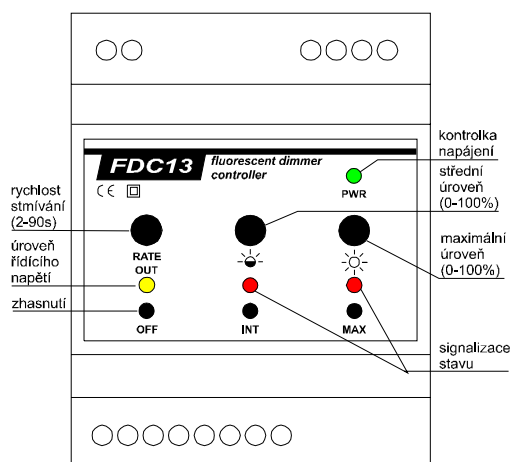 kontrolka
napájení
FDC13
fluorescent dimmer
controller
CE
PWR
střední
úroveň
(0-100%)
rychlost
stmívání
(2-90s)
maximální
úroveň
(0-100%)
RATE
OUT
úroveň
řídícího
napětí
zhasnutí
OFF
INT
MAX
signalizace
stavu